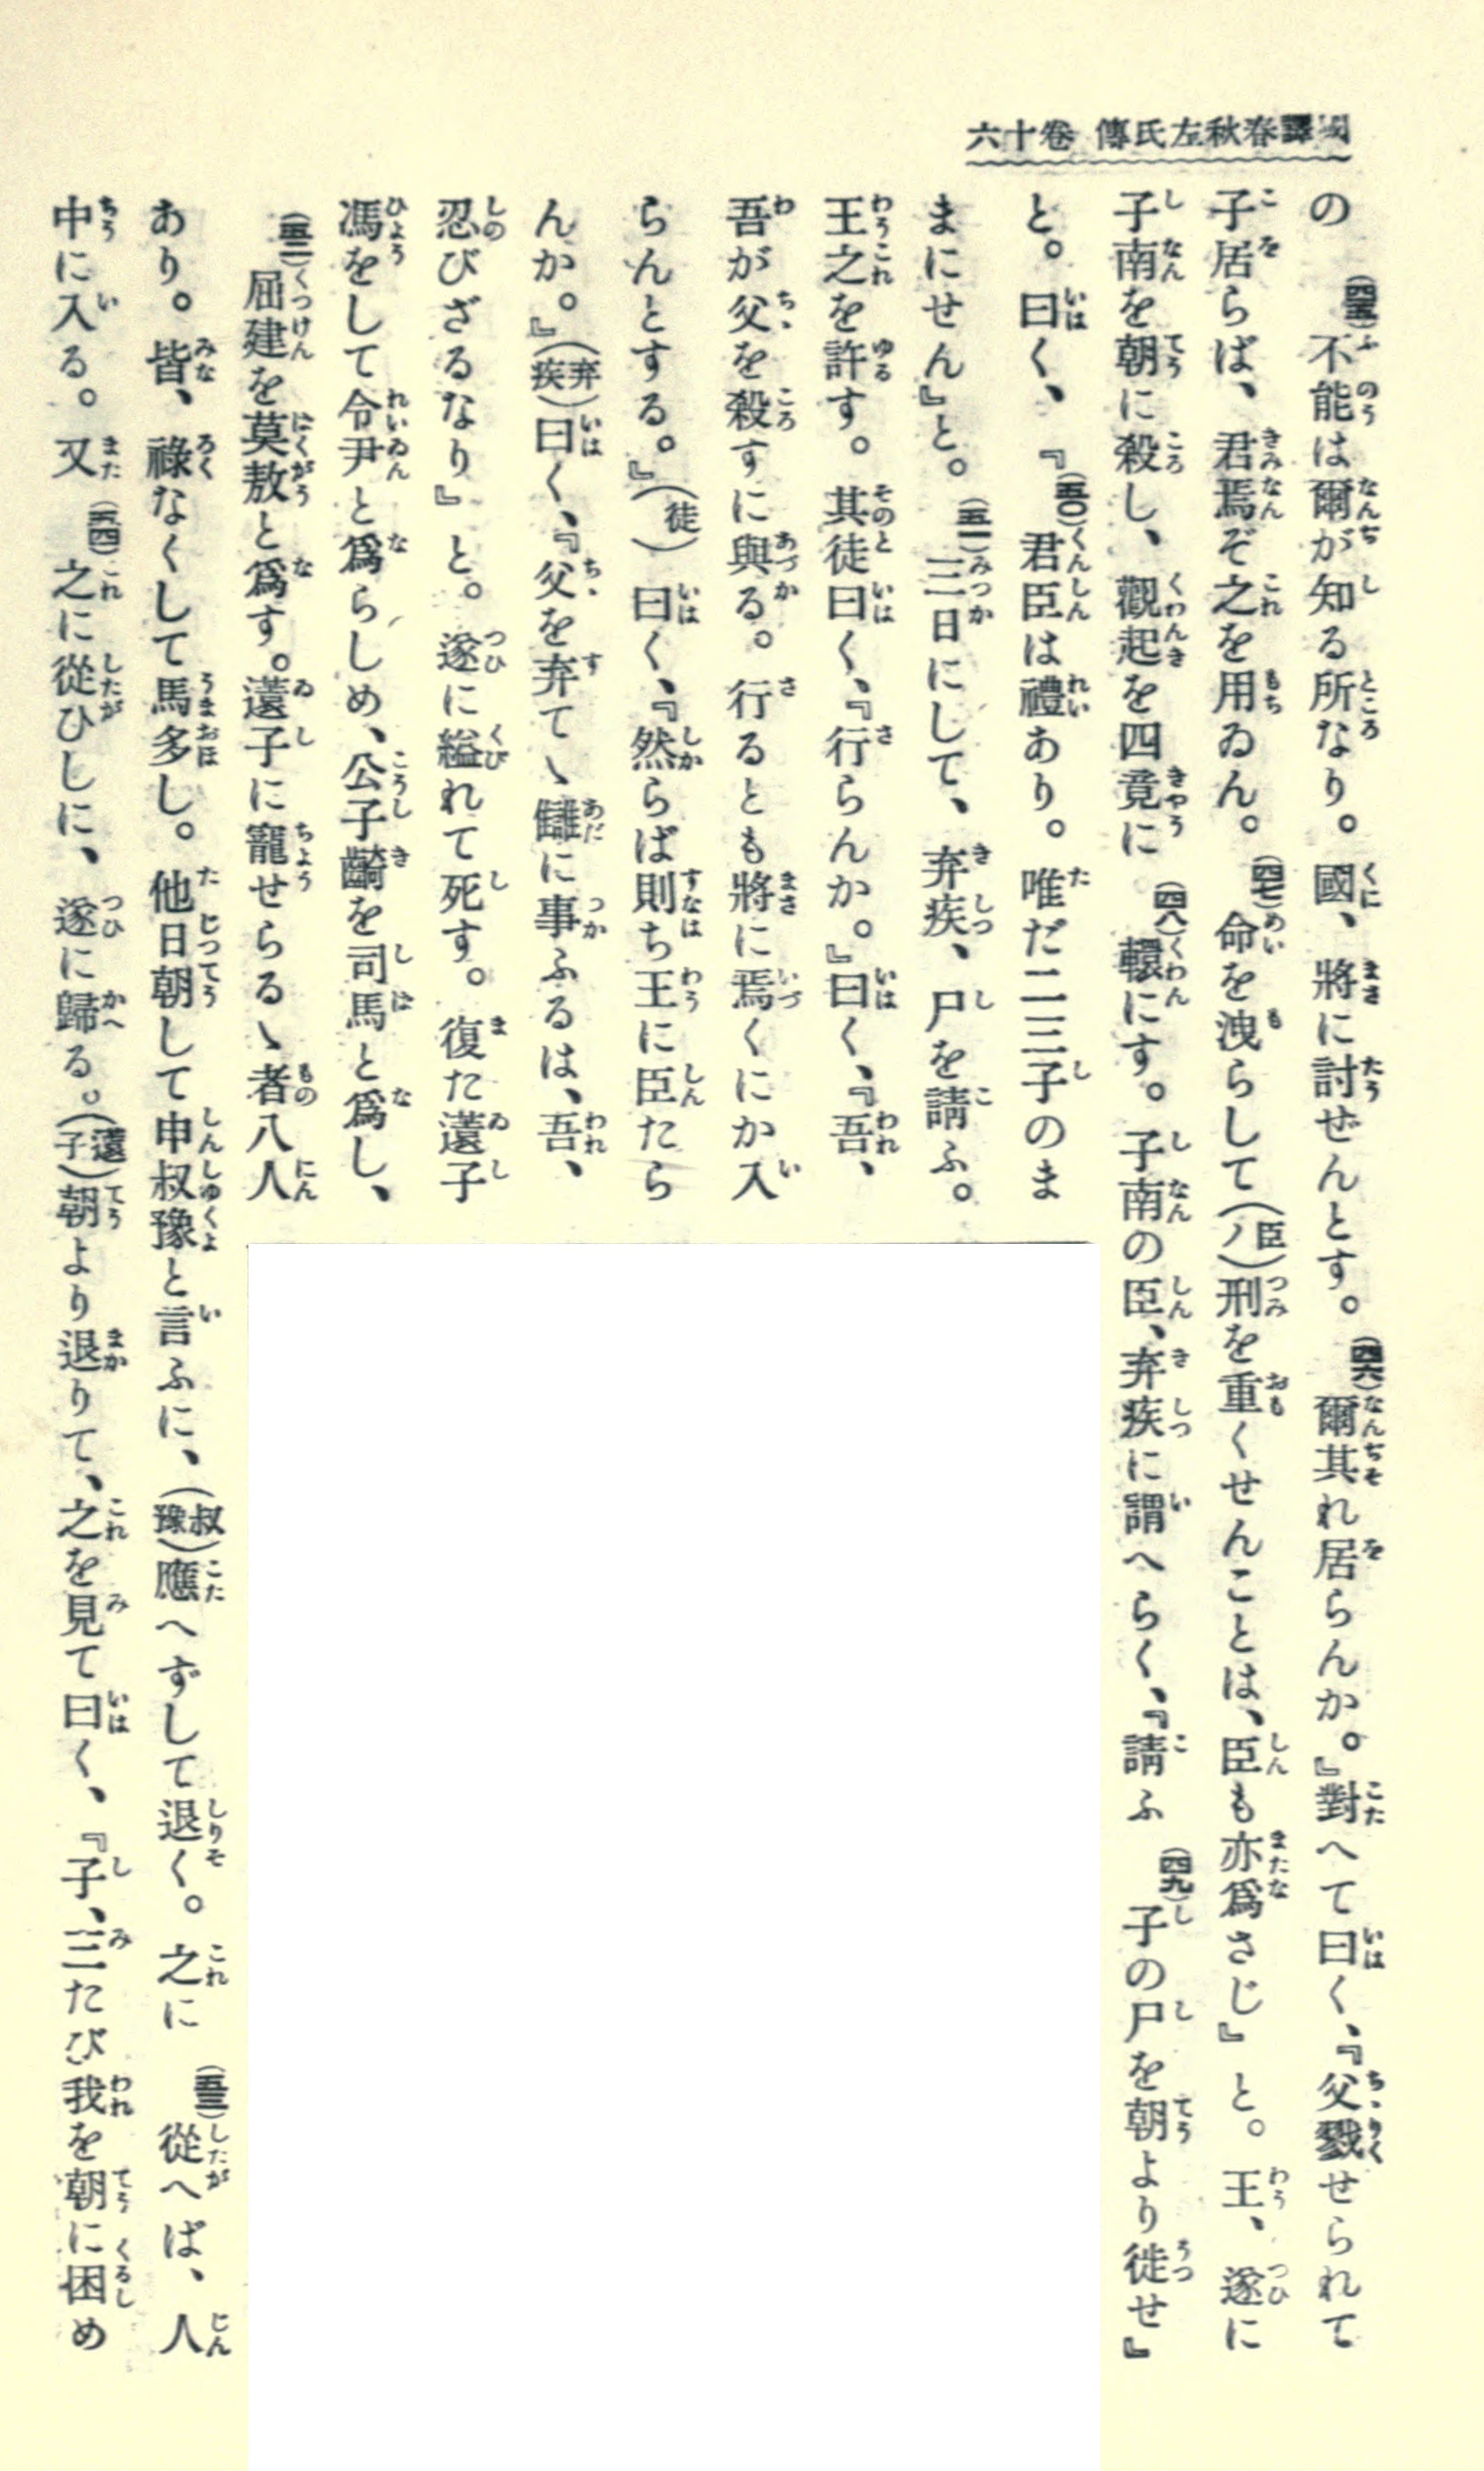 國譯春秋左氏傳 卷十六
の(四五)不能は爾が知る所なり。國、將に討ぜんとす。(四六)爾其れ居らんか。』對へて曰く、『父戮せられて
子居らば、君焉ぞ之を用ゐん。(四七)命を洩らして(臣ノ)刑を重くせんことは、臣も亦爲さじ』と。王、遂に
子南を朝に殺し、觀起を四竟に(四八)轘にす。子南の臣、弃疾に謂へらく、『請ふ(四九)子の尸を朝より徙せ』
と。曰く、『(五〇)君臣は禮あり。唯だ二三子のま
まにせん』と。(五一)三日にして、弃疾、尸を請ふ。
王之を許す。其徒曰く、『行らんか。』曰く、『吾、
吾が父を殺すに與る。行るとも將に焉くにか入
らんとする。』(徒)曰く、『然らば則ち王に臣たら
んか。』(弃疾)曰く、『父を弃てゝ讎に事ふるは、吾、
忍びざるなり』と。遂に縊れて死す。復た薳子
馮をして令尹と爲らしめ、公子齮を司馬と爲し、
(五二)屈建を莫敖と爲す。薳子に寵せらるゝ者八人
あり。皆、祿なくして馬多し。他日朝して申叔豫と言ふに、(叔豫)應へずして退く。之に(五三)從へば、人
中に入る。又(五四)之に從ひしに、遂に歸る。(薳子)朝より退りて、之を見て曰く、『子、三たび我を朝に困め